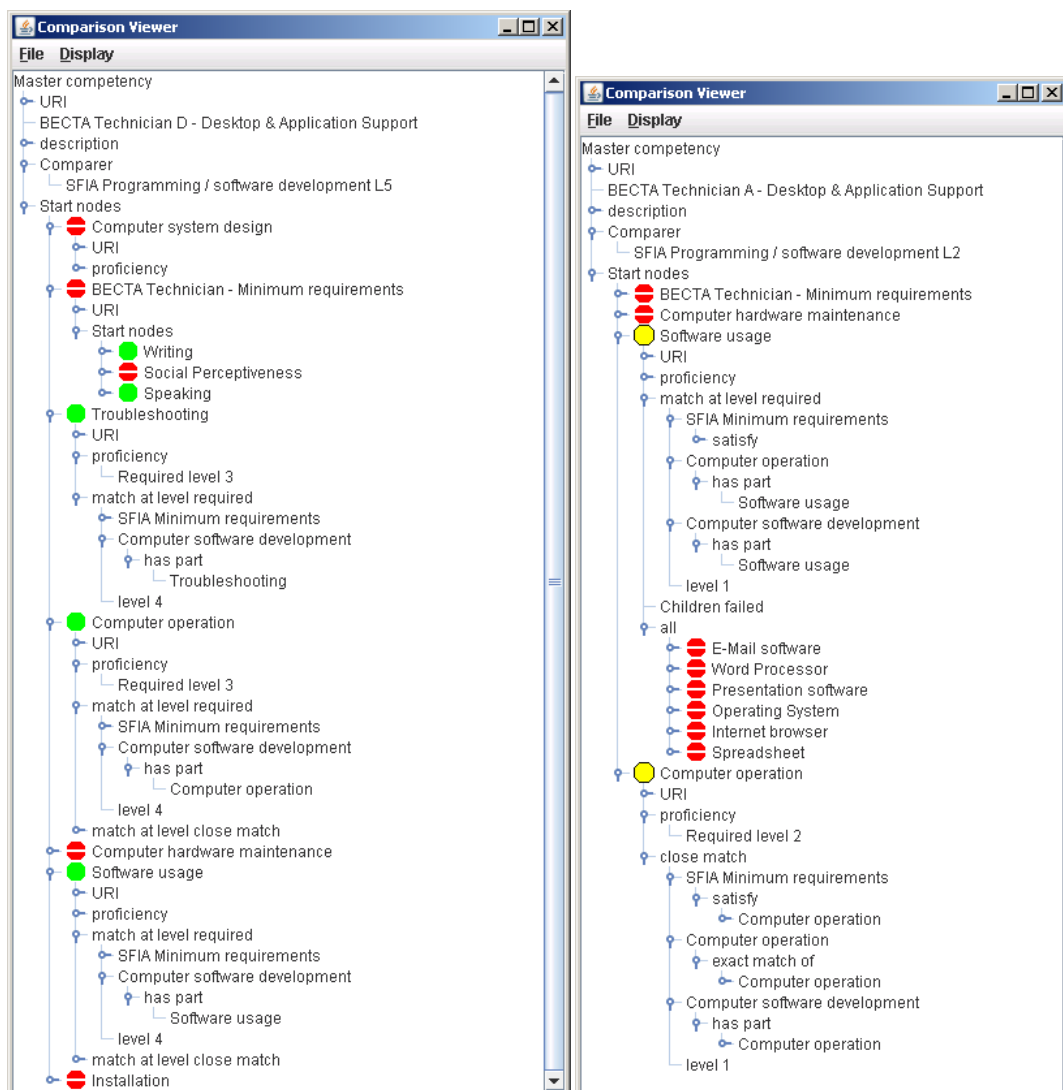 Comparison Viewer
File Display
Master competency
URI
BECTA Technician D - Desktop & Application Support
description
Comparer
SFIA Programming / software development L5
Start nodes
Computer system design
URI
proficiency
BECTA Technician - Minimum requirements
URI
Start nodes
Writing
Social Perceptiveness
Speaking
Troubleshooting
URI
proficiency
Required level 3
match at level required
SFIA Minimum requirements
Computer software development
has part
Troubleshooting
level 4
Computer operation
URI
proficiency
Required level 3
match at level required
SFIA Minimum requirements
Computer software development
has part
Computer operation
level 4
match at level close match
Computer hardware maintenance
Software usage
URI
proficiency
match at level required
SFIA Minimum requirements
Computer software development
has part
Software usage
level 4
match at level close match
Installation
Comparison Viewer
File Display
Master competency
URI
BECTA Technician A - Desktop & Application Support
description
Comparer
SFIA Programming / software development L2
Start nodes
BECTA Technician - Minimum requirements
Computer hardware maintenance
Software usage
URI
proficiency
match at level required
SFIA Minimum requirements
satisfy
Computer operation
has part
Software usage
Computer software development
has part
Software usage
level 1
Children failed
all
E-Mail software
Word Processor
Presentation software
Operating System
Internet browser
Spreadsheet
Computer operation
URI
proficiency
Required level 2
close match
SFIA Minimum requirements
satisfy
Computer operation
Computer operation
exact match of
Computer operation
Computer software development
has part
Computer operation
level 1